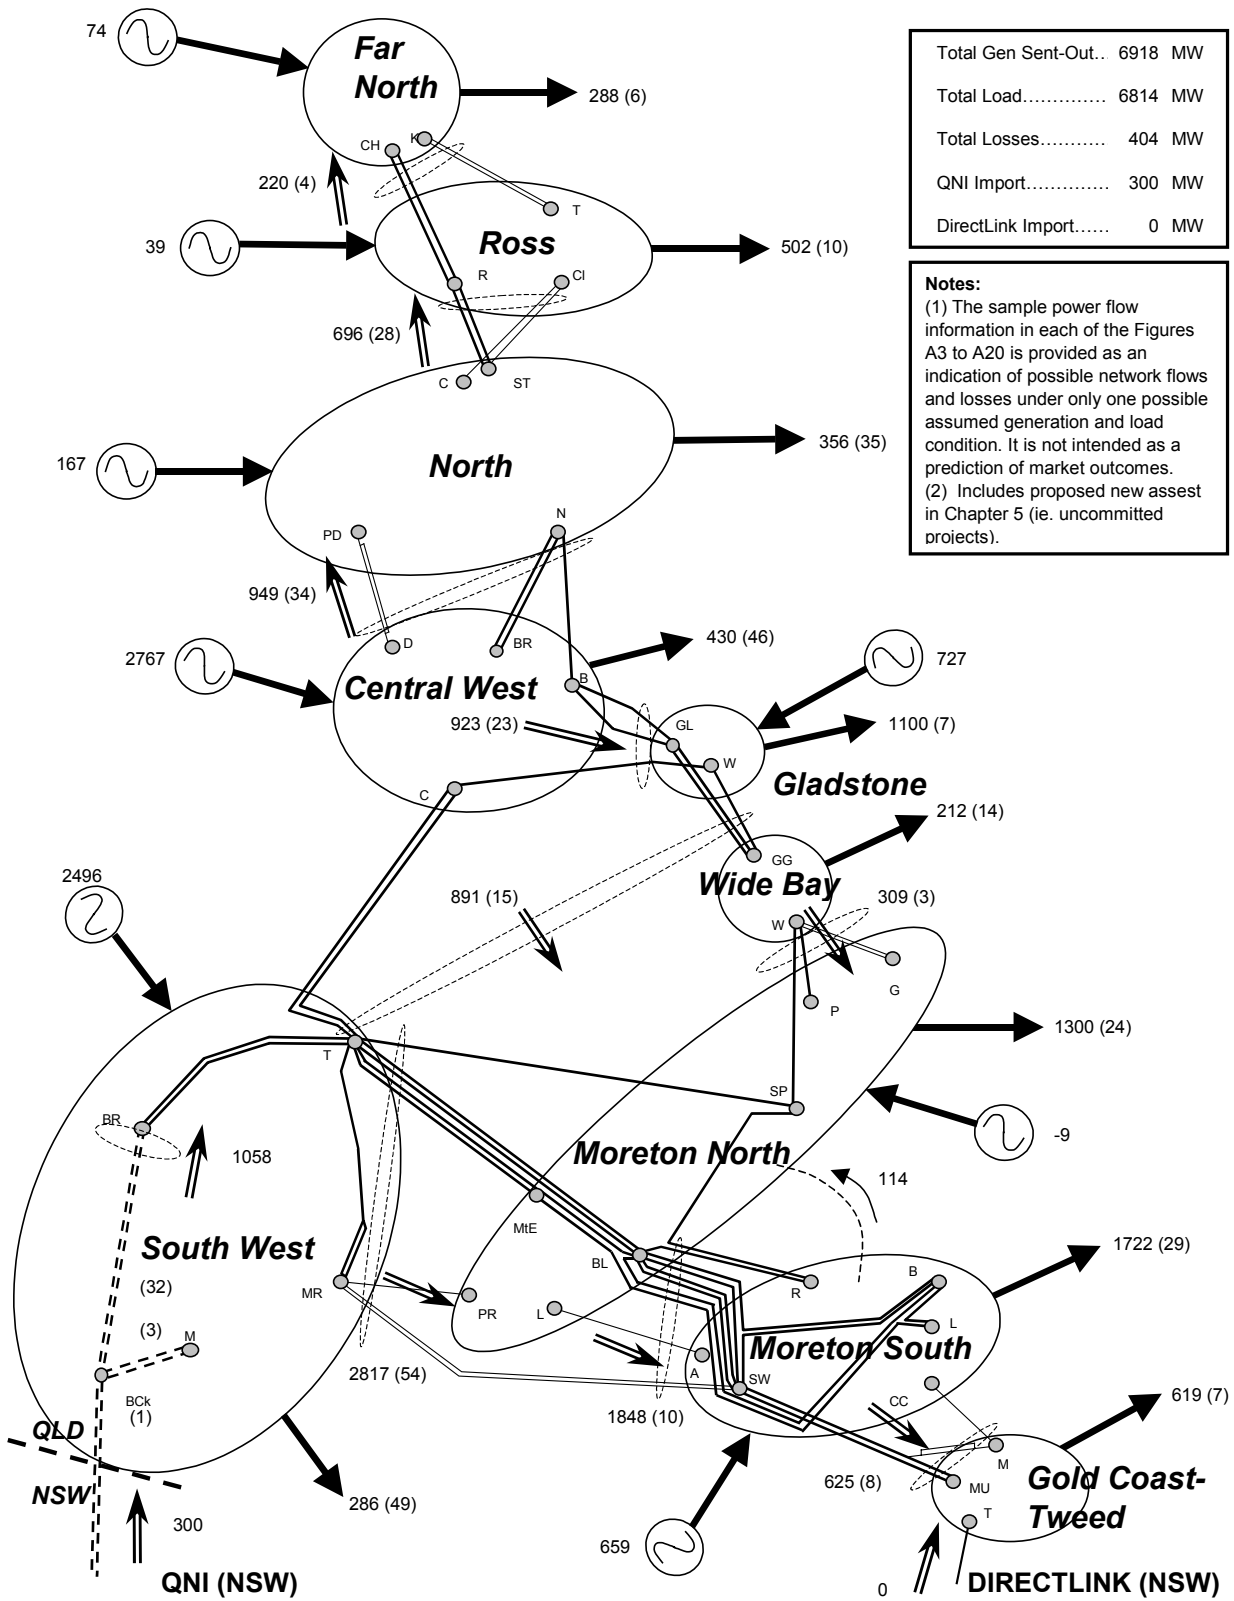 74
Far
North
288 (6)
K
CH
220 (4)
T
39
Ross
502 (10)
R
Cl
696 (28)
C
ST
167
North
356 (35)
PD
N
949 (34)
D
BR
2767
430 (46)
727
B
Central West
923 (23)
GL
1100 (7)
W
Gladstone
C
212 (14)
GG
2496
Wide Bay
891 (15)
309 (3)
W
G
P
1300 (24)
T
SP
BR
-9
1058
Moreton North
114
MtE
South West
1722 (29)
BL
B
(32)
MR
R
PR
L
L
(3)
M
Moreton South
A
2817 (54)
SW
BCk
(1)
CC
619 (7)
1848 (10)
QLD
M
625 (8)
MU
Gold Coast-
Tweed
NSW
286 (49)
T
300
659
QNI (NSW)
0
DIRECTLINK (NSW)
Total Gen Sent-Out.. 6918 MW
Total Load.............. 6814 MW
Total Losses........... 404 MW
QNI Import.............. 300 MW
DirectLink Import...... 0 MW
Notes:
(1) The sample power flow
information in each of the Figures
A3 to A20 is provided as an
indication of possible network flows
and losses under only one possible
assumed generation and load
condition. It is not intended as a
prediction of market outcomes.
(2) Includes proposed new assest
in Chapter 5 (ie. uncommitted
projects).